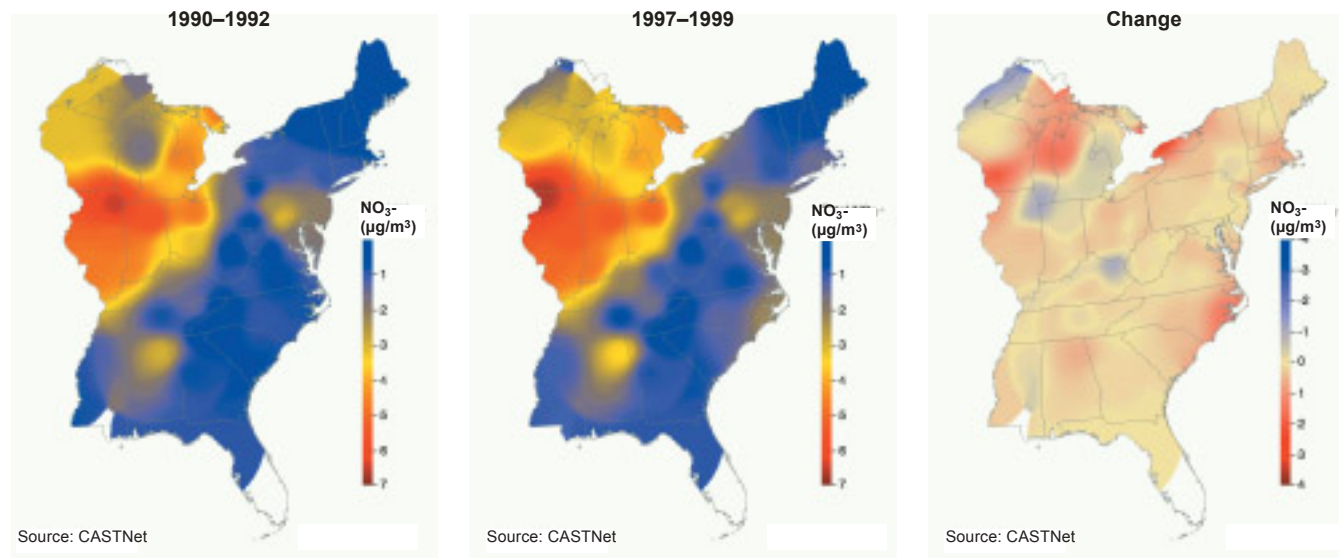 1990–1992
1997–1999
Change
NO₃-
(µg/m³)
1
2
3
4
5
6
7
Source: CASTNet
NO₃-
(µg/m³)
1
2
3
4
5
6
7
Source: CASTNet
NO₃-
(µg/m³)
-3
-2
-1
0
1
2
3
4
Source: CASTNet